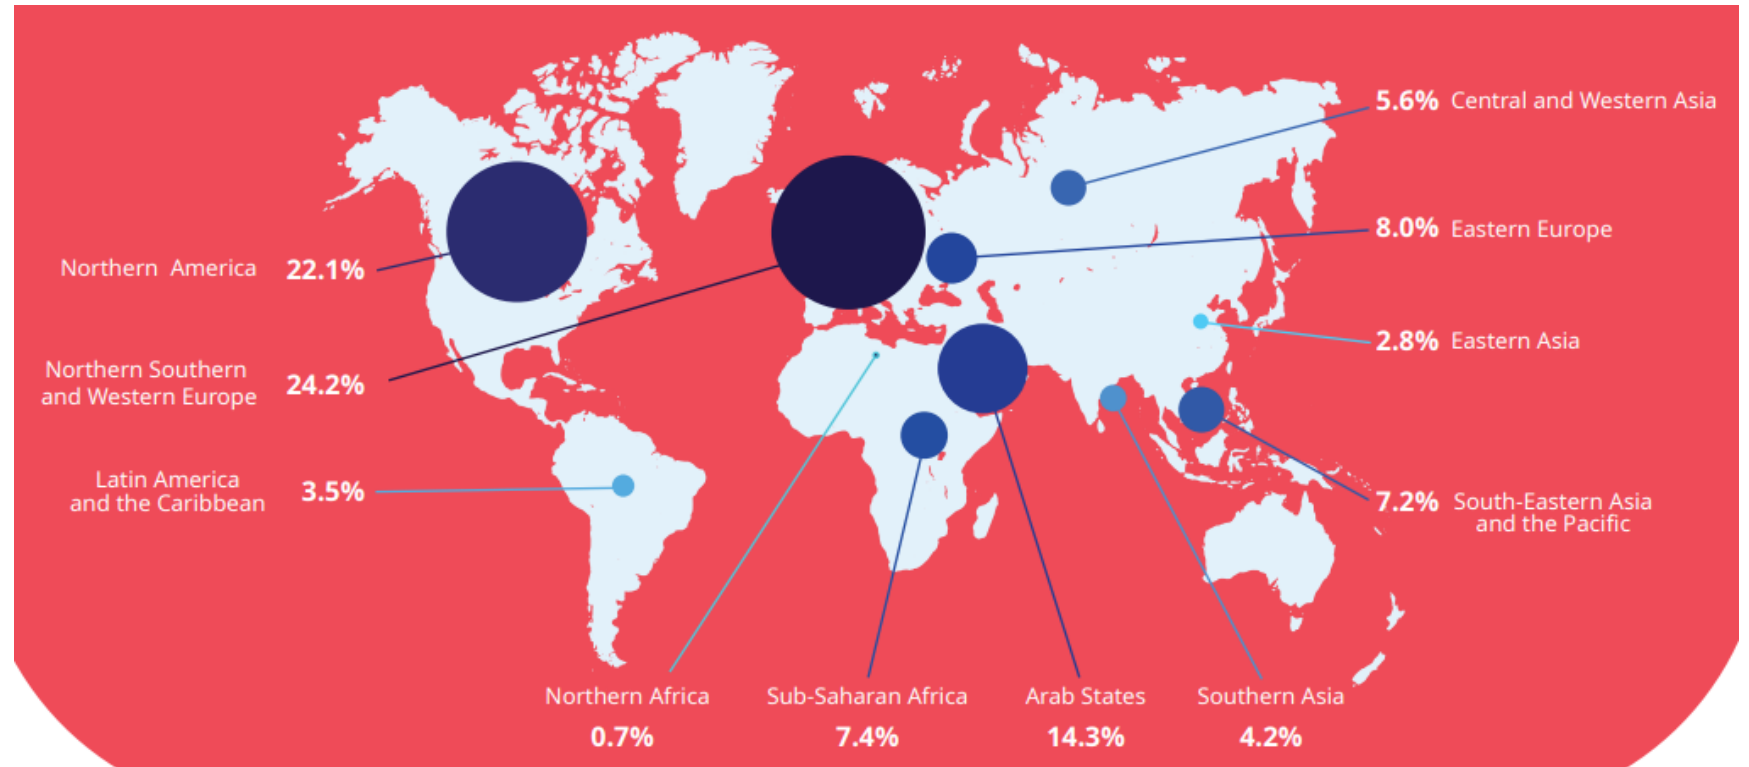 5.6% Central and Western Asia
8.0% Eastern Europe
Northern America 22.1%
2.8% Eastern Asia
Northern Southern
and Western Europe
24.2%
Latin America
and the Caribbean
3.5%
7.2% South-Eastern Asia
and the Pacific
Northern Africa
0.7%
Sub-Saharan Africa
7.4%
Arab States
14.3%
Southern Asia
4.2%